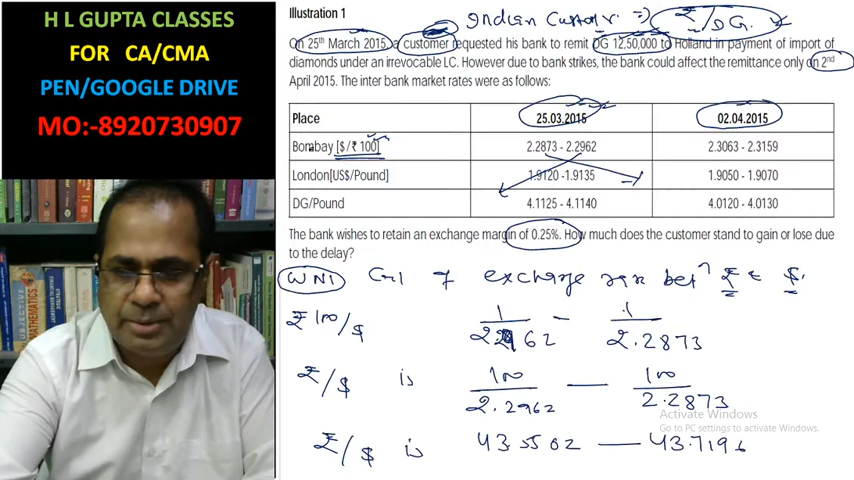 H L GUPTA CLASSES
FOR CA/CMA
PEN/GOOGLE DRIVE
MO:-8920730907
Illustration 1
Indian Custo ⇒ ₹/DG.
On 25th March 2015, a customer requested his bank to remit DG 12,50,000 to Holland in payment of import of
diamonds under an irrevocable LC. However due to bank strikes, the bank could affect the remittance only on 2nd
April 2015. The inter bank market rates were as follows:
Place 25.03.2015 02.04.2015
Bombay [$/₹ 100] 2.2873 - 2.2962 2.3063 - 2.3159
London[US$/Pound] 1.9120 -1.9135 1.9050 - 1.9070
DG/Pound 4.1125 - 4.1140 4.0120 - 4.0130
The bank wishes to retain an exchange margin of 0.25%. How much does the customer stand to gain or lose due
to the delay?
WN1 Cal of exchange betn ₹ & $.
₹100/$ 1/2.2962 - 1/2.2873
₹/$ is 100/2.2962 — 100/2.2873
₹/$ is 43.5502 — 43.7196
Activate Windows
Go to PC settings to activate Windows.